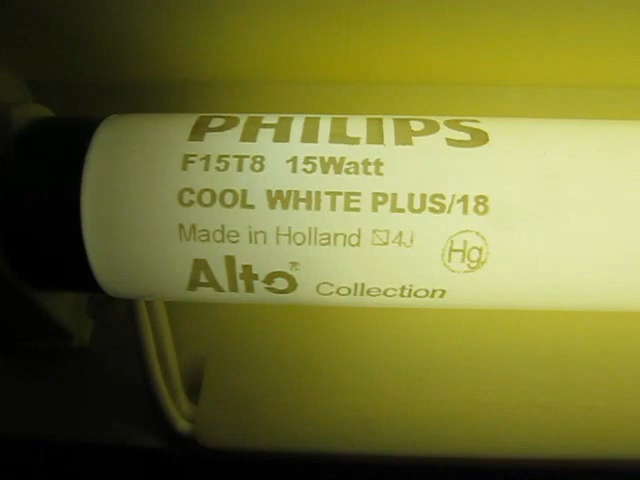 PHILIPS
F15T8 15Watt
COOL WHITE PLUS/18
Made in Holland 4J
Hg
Alto® Collection